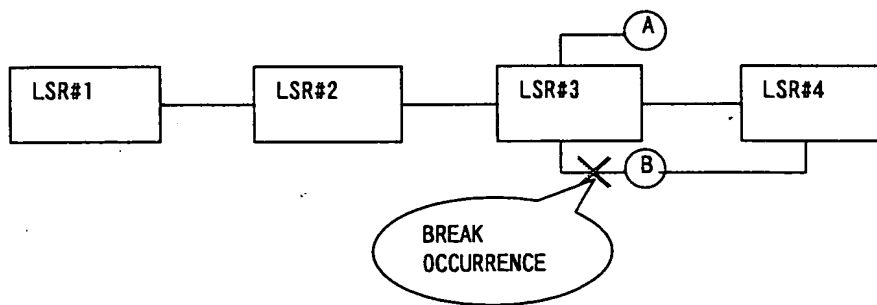 A
LSR#1
LSR#2
LSR#3
LSR#4
B
BREAK
OCCURRENCE